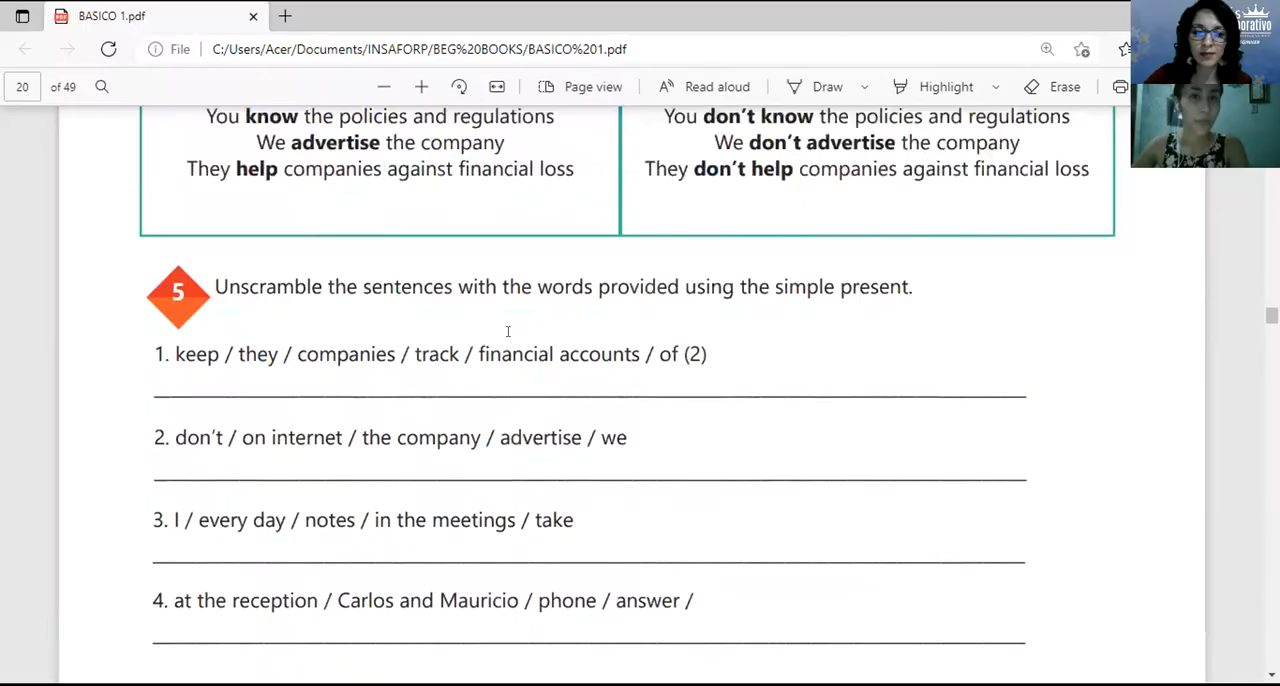 BASICO 1.pdf
File
C:/Users/Acer/Documents/INSAFORP/BEG%20BOOKS/BASICO%201.pdf
20 of 49
Page view
Read aloud
Draw
Highlight
Erase
You know the policies and regulations
We advertise the company
They help companies against financial loss
You don't know the policies and regulations
We don't advertise the company
They don't help companies against financial loss
5 Unscramble the sentences with the words provided using the simple present.
1. keep / they / companies / track / financial accounts / of (2)
2. don't / on internet / the company / advertise / we
3. I / every day / notes / in the meetings / take
4. at the reception / Carlos and Mauricio / phone / answer /